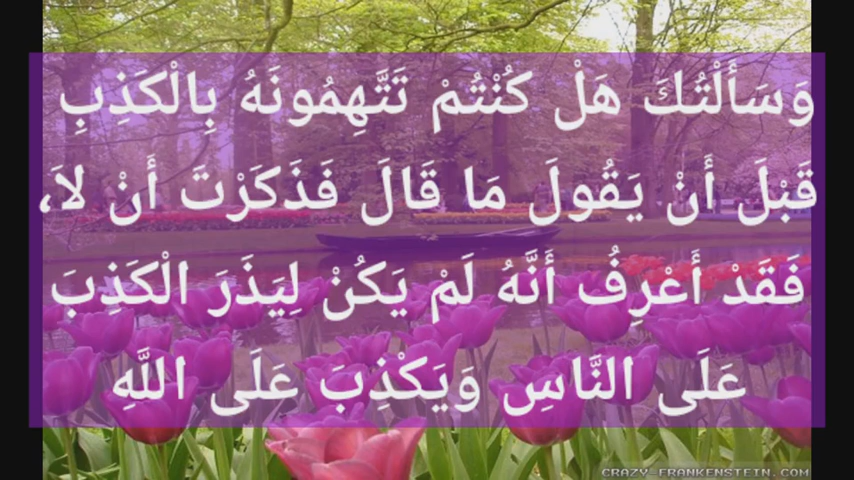 وَسَأَلْتُكَ هَلْ كُنْتُمْ تَتَّهِمُونَهُ بِالْكَذِبِ
قَبْلَ أَنْ يَقُولَ مَا قَالَ فَذَكَرْتَ أَنْ لاَ،
فَقَدْ أَعْرِفُ أَنَّهُ لَمْ يَكُنْ لِيَذَرَ الْكَذِبَ
عَلَى النَّاسِ وَيَكْذِبَ عَلَى اللَّهِ
CRAZY-FRANKENSTEIN.COM